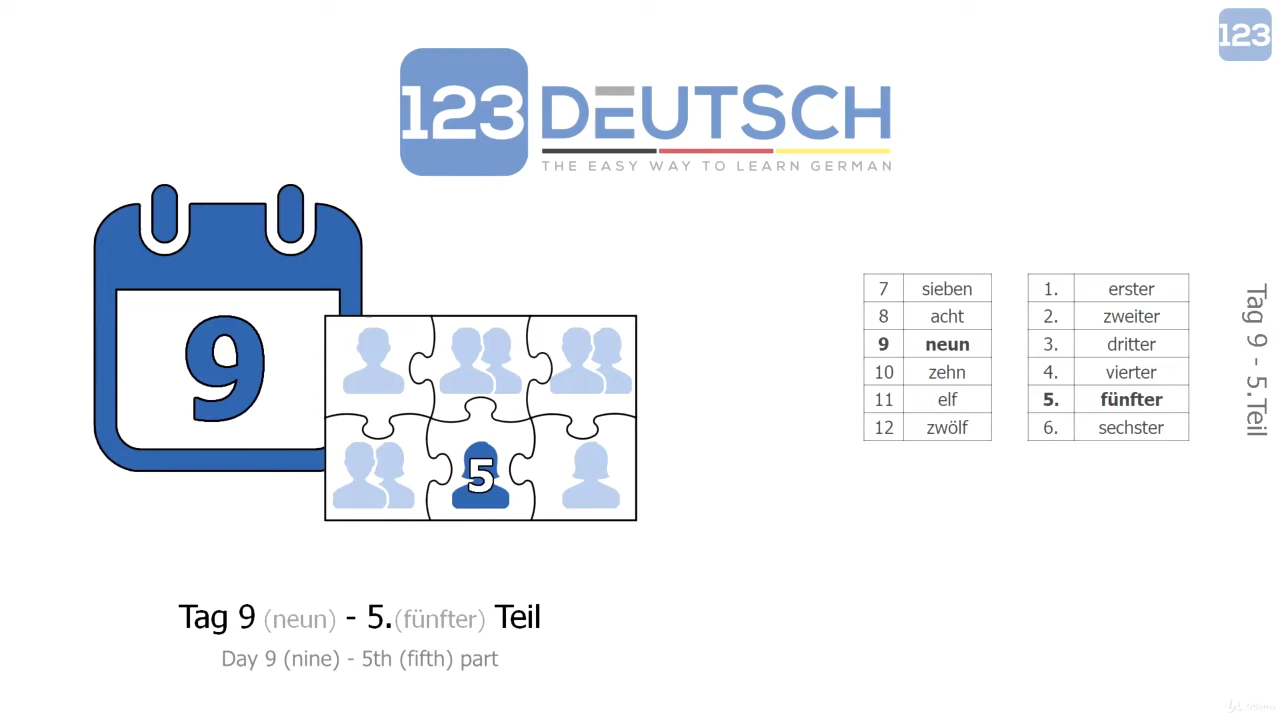 123
123 DEUTSCH
THE EASY WAY TO LEARN GERMAN
9
5
7 sieben
8 acht
9 neun
10 zehn
11 elf
12 zwölf
1. erster
2. zweiter
3. dritter
4. vierter
5. fünfter
6. sechster
Tag 9 - 5.Teil
Tag 9 (neun) - 5.(fünfter) Teil
Day 9 (nine) - 5th (fifth) part